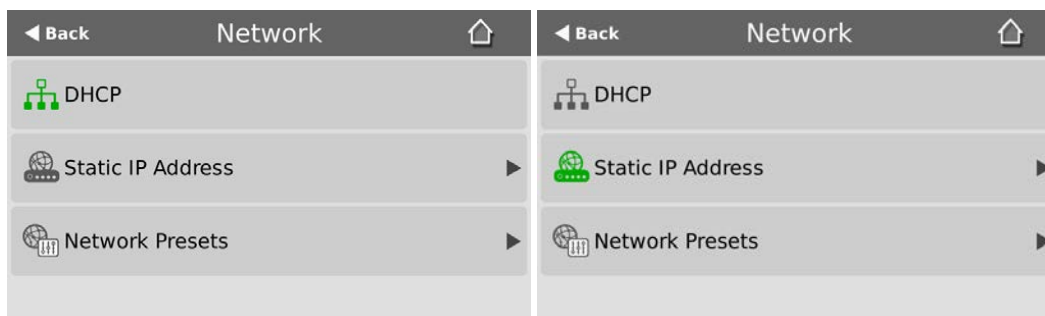 Back Network
DHCP
Static IP Address
Network Presets
Back Network
DHCP
Static IP Address
Network Presets